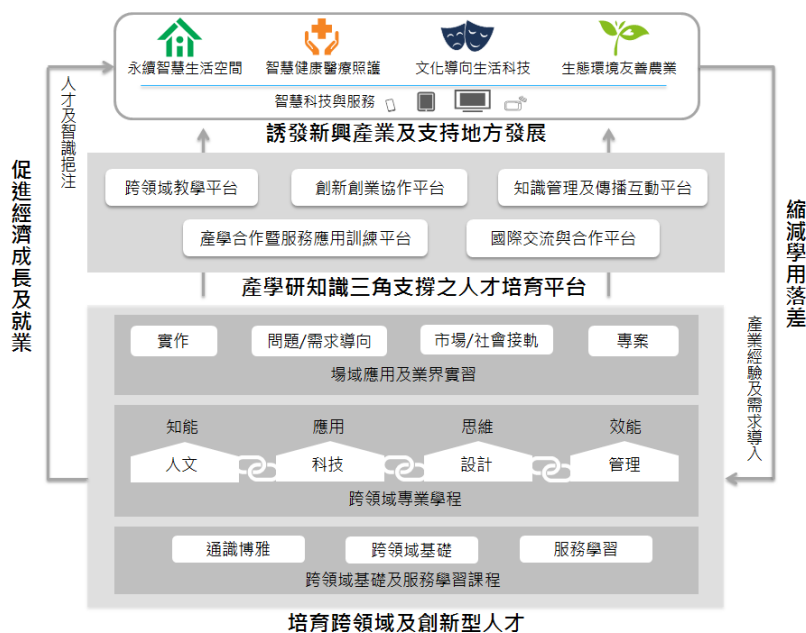 永續智慧生活空間
智慧健康醫療照護
文化導向生活科技
生態環境友善農業
智慧科技與服務
誘發新興產業及支持地方發展
人才及智識挹注
促進經濟成長及就業
縮減學用落差
產業經驗及需求導入
跨領域教學平台
創新創業協作平台
知識管理及傳播互動平台
產學合作暨服務應用訓練平台
國際交流與合作平台
產學研知識三角支撐之人才培育平台
實作
問題/需求導向
市場/社會接軌
專案
場域應用及業界實習
知能
應用
思維
效能
人文
科技
設計
管理
跨領域專業學程
通識博雅
跨領域基礎
服務學習
跨領域基礎及服務學習課程
培育跨領域及創新型人才